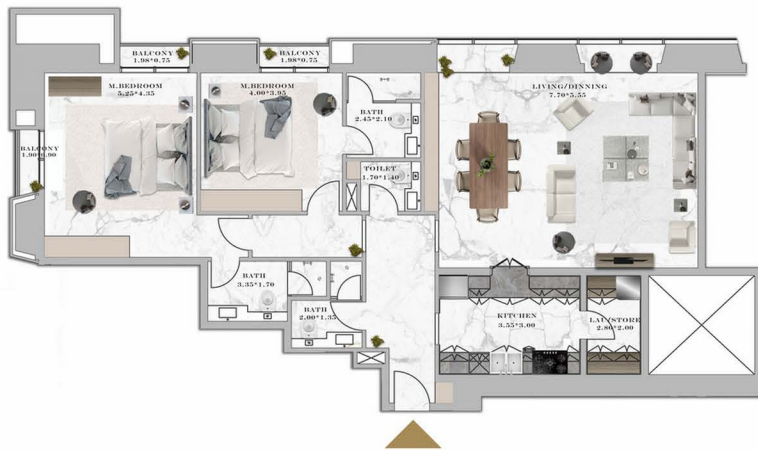 BALCONY
1.98*0.75
BALCONY
1.98*0.75
M.BEDROOM
5.25*4.35
M.BEDROOM
4.00*3.95
LIVING/DINNING
7.70*5.55
BATH
2.45*2.10
BALCONY
TOILET
1.70*1.40
BATH
3.35*1.70
BATH
2.00*1.35
KITCHEN
3.55*3.00
LAU/STORE
2.80*2.00